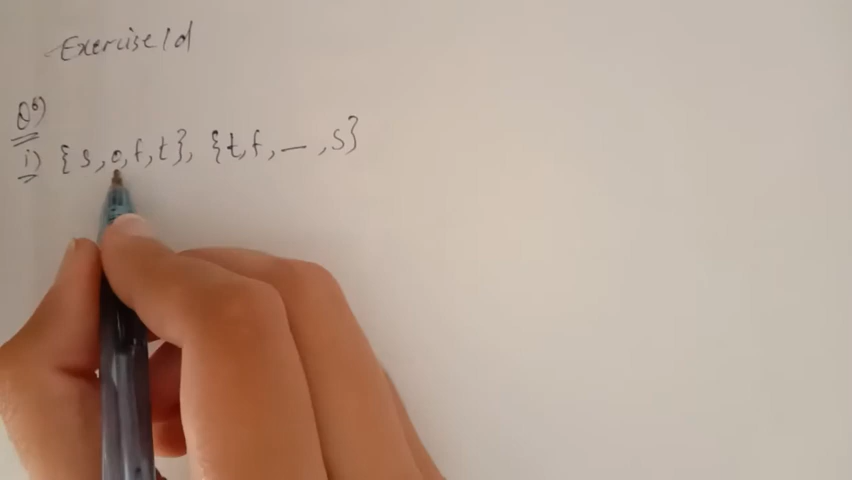 Exercise 1d
Q6)
i) {s, o, f, t}, {t, f, _, s}